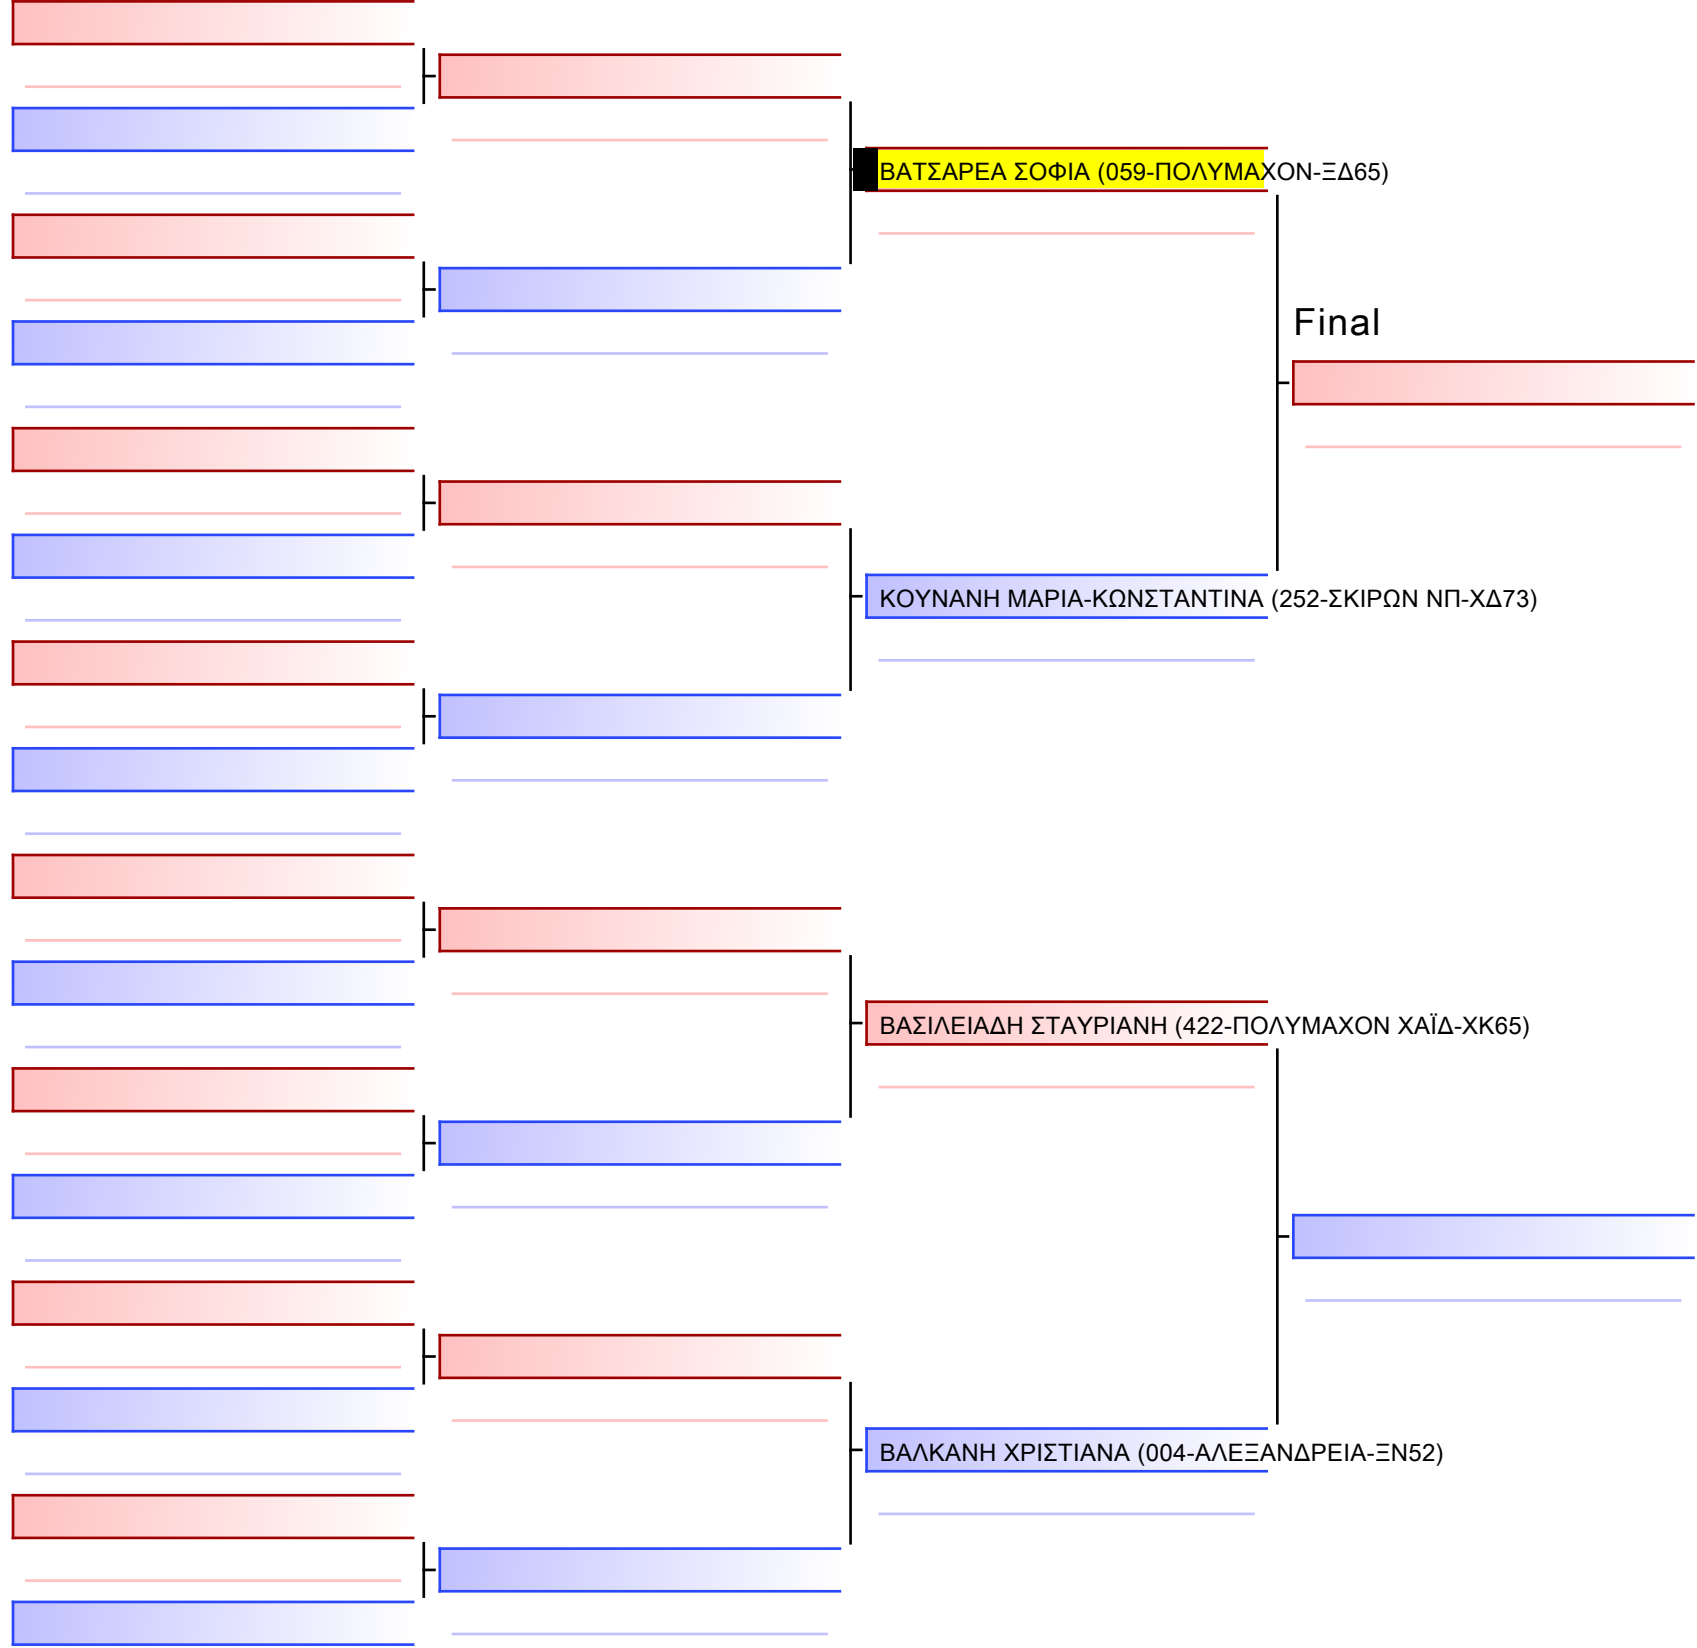 ΒΑΤΣΑΡΕΑ ΣΟΦΙΑ (059-ΠΟΛΥΜΑΧΟΝ-ΞΔ65)
Final
ΚΟΥΝΑΝΗ ΜΑΡΙΑ-ΚΩΝΣΤΑΝΤΙΝΑ (252-ΣΚΙΡΩΝ ΝΠ-ΧΔ73)
ΒΑΣΙΛΕΙΑΔΗ ΣΤΑΥΡΙΑΝΗ (422-ΠΟΛΥΜΑΧΟΝ ΧΑΪΔ-ΧΚ65)
ΒΑΛΚΑΝΗ ΧΡΙΣΤΙΑΝΑ (004-ΑΛΕΞΑΝΔΡΕΙΑ-ΞΝ52)